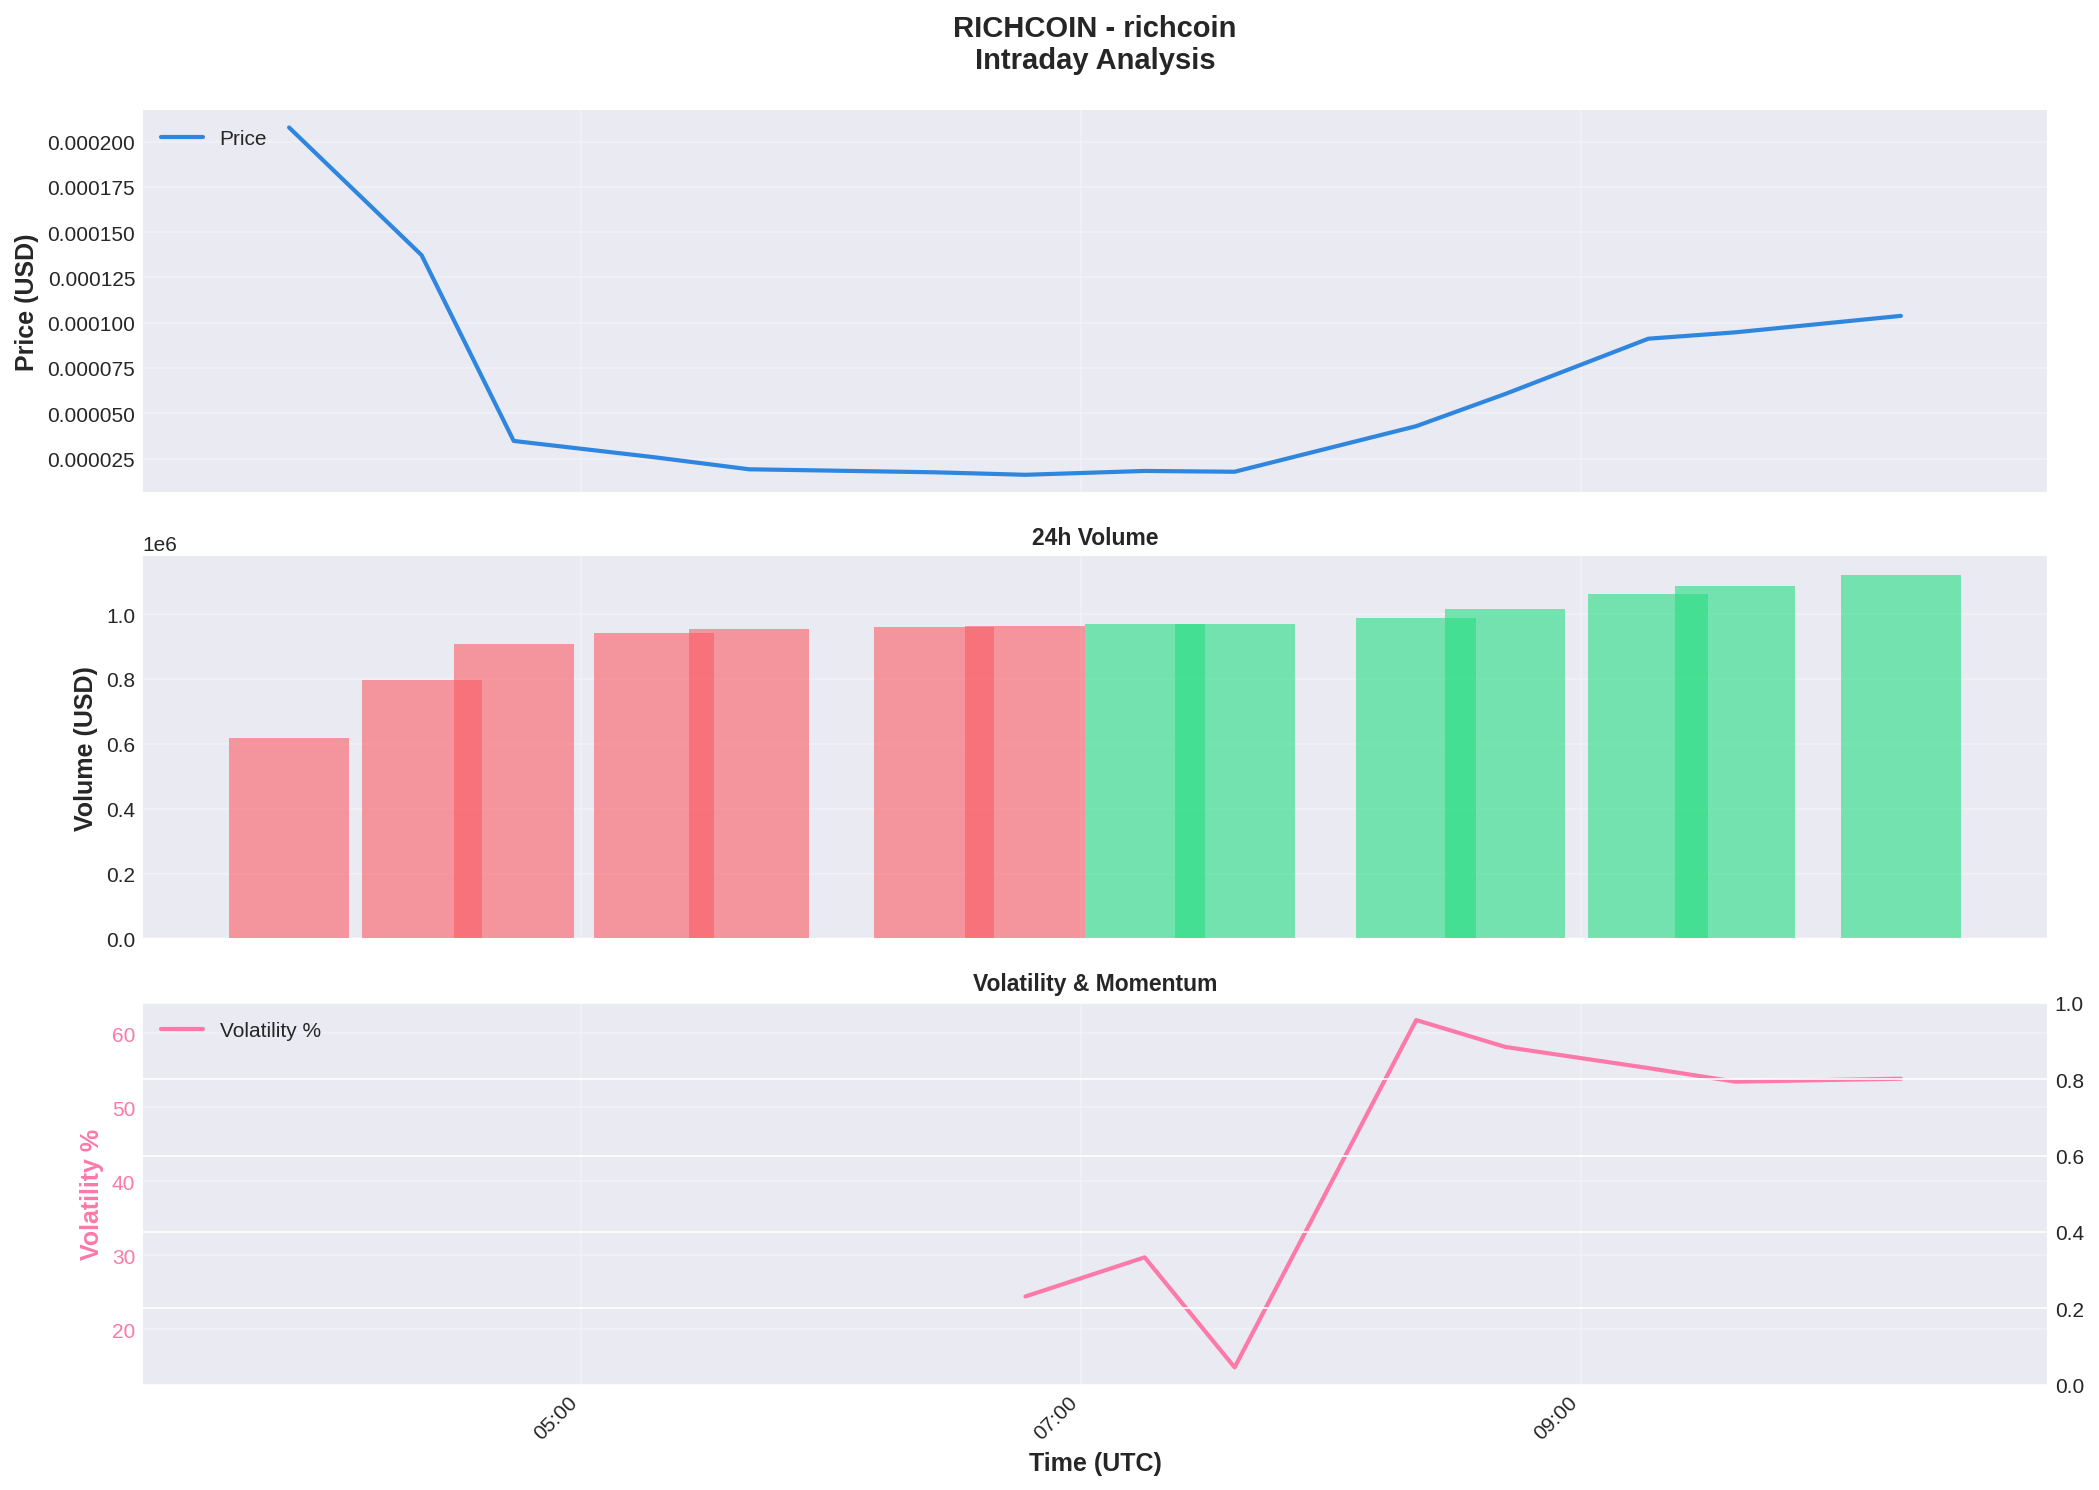 RICHCOIN - richcoin
Intraday Analysis
Price
0.000200
0.000175
0.000150
0.000125
0.000100
0.000075
0.000050
0.000025
Price (USD)
24h Volume
1e6
1.0
0.8
0.6
0.4
0.2
0.0
Volume (USD)
Volatility & Momentum
Volatility %
60
50
40
30
20
Volatility %
1.0
0.8
0.6
0.4
0.2
0.0
05:00
07:00
09:00
Time (UTC)